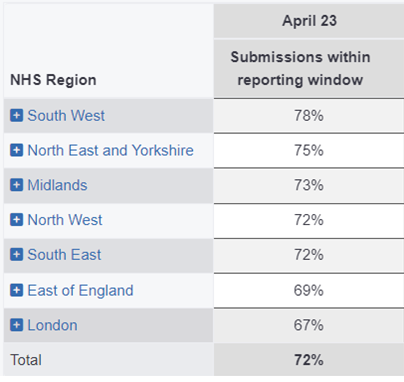 April 23
NHS Region
Submissions within
reporting window
South West 78%
North East and Yorkshire 75%
Midlands 73%
North West 72%
South East 72%
East of England 69%
London 67%
Total 72%